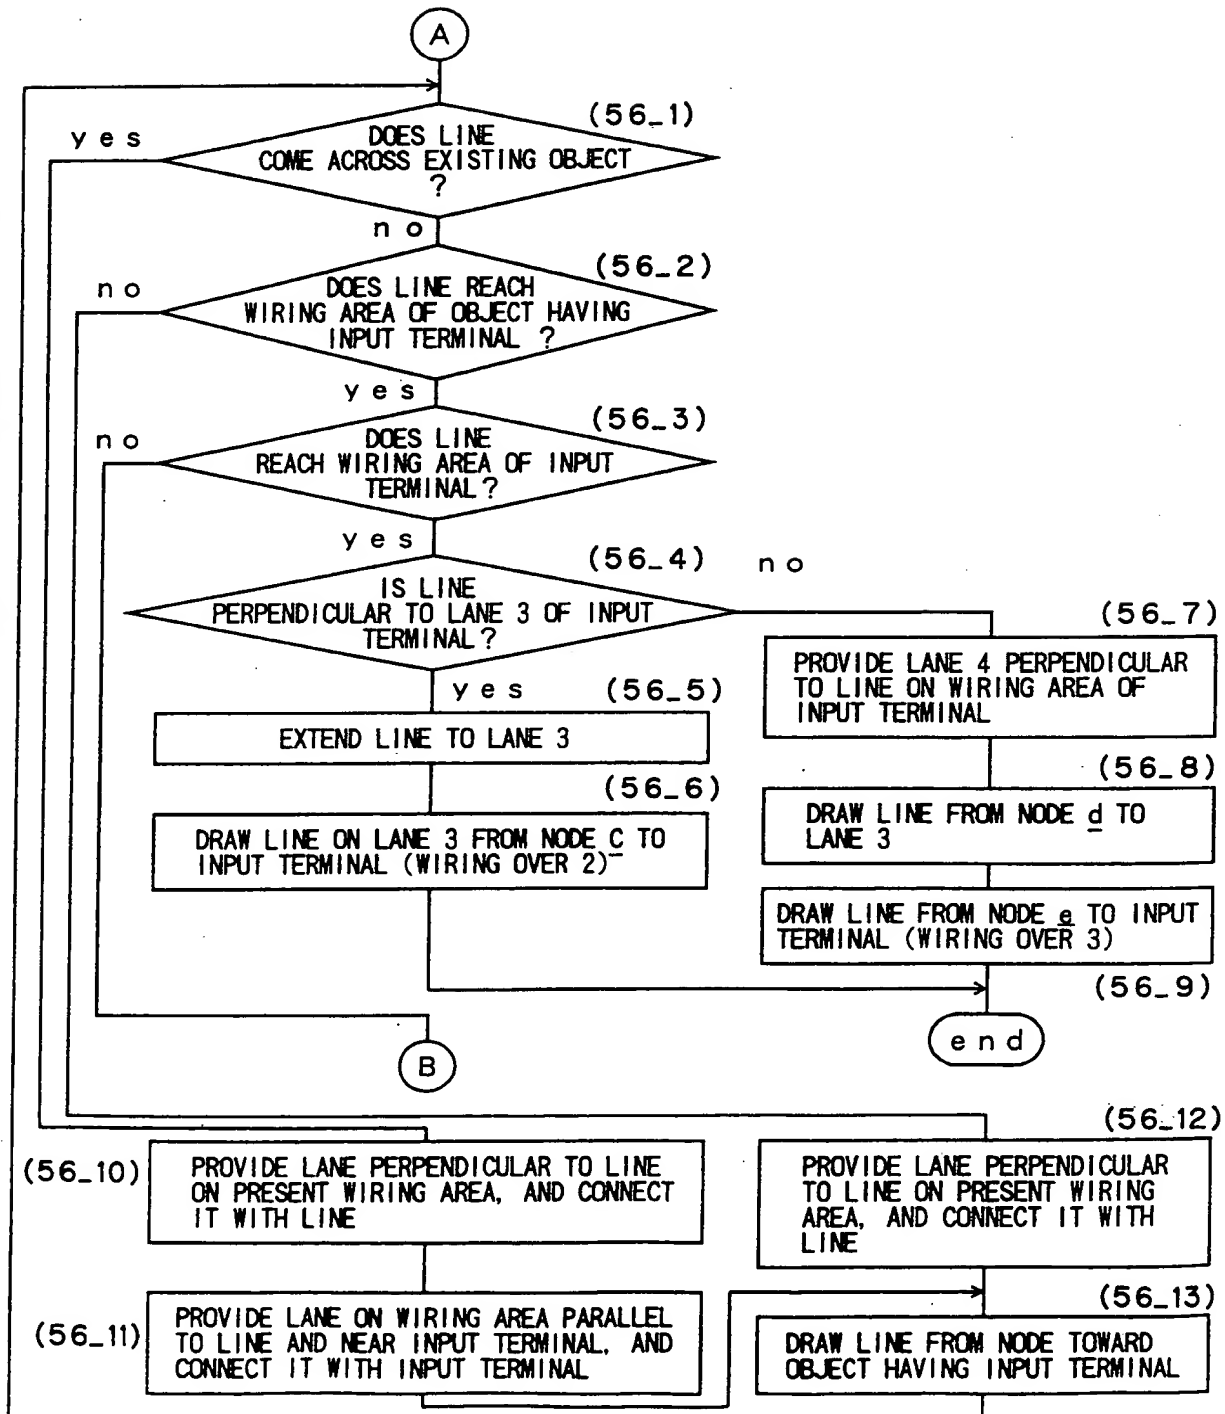 A
(56_1)
yes
DOES LINE
COME ACROSS EXISTING OBJECT
?
no
(56_2)
no
DOES LINE REACH
WIRING AREA OF OBJECT HAVING
INPUT TERMINAL ?
yes
(56_3)
no
DOES LINE
REACH WIRING AREA OF INPUT
TERMINAL?
yes
(56_4)
no
IS LINE
PERPENDICULAR TO LANE 3 OF INPUT
TERMINAL?
yes
(56_5)
EXTEND LINE TO LANE 3
(56_6)
DRAW LINE ON LANE 3 FROM NODE C TO
INPUT TERMINAL (WIRING OVER 2)
(56_7)
PROVIDE LANE 4 PERPENDICULAR
TO LINE ON WIRING AREA OF
INPUT TERMINAL
(56_8)
DRAW LINE FROM NODE d TO
LANE 3
DRAW LINE FROM NODE e TO INPUT
TERMINAL (WIRING OVER 3)
(56_9)
end
B
(56_10)
PROVIDE LANE PERPENDICULAR TO LINE
ON PRESENT WIRING AREA, AND CONNECT
IT WITH LINE
(56_11)
PROVIDE LANE ON WIRING AREA PARALLEL
TO LINE AND NEAR INPUT TERMINAL, AND
CONNECT IT WITH INPUT TERMINAL
(56_12)
PROVIDE LANE PERPENDICULAR
TO LINE ON PRESENT WIRING
AREA, AND CONNECT IT WITH
LINE
(56_13)
DRAW LINE FROM NODE TOWARD
OBJECT HAVING INPUT TERMINAL